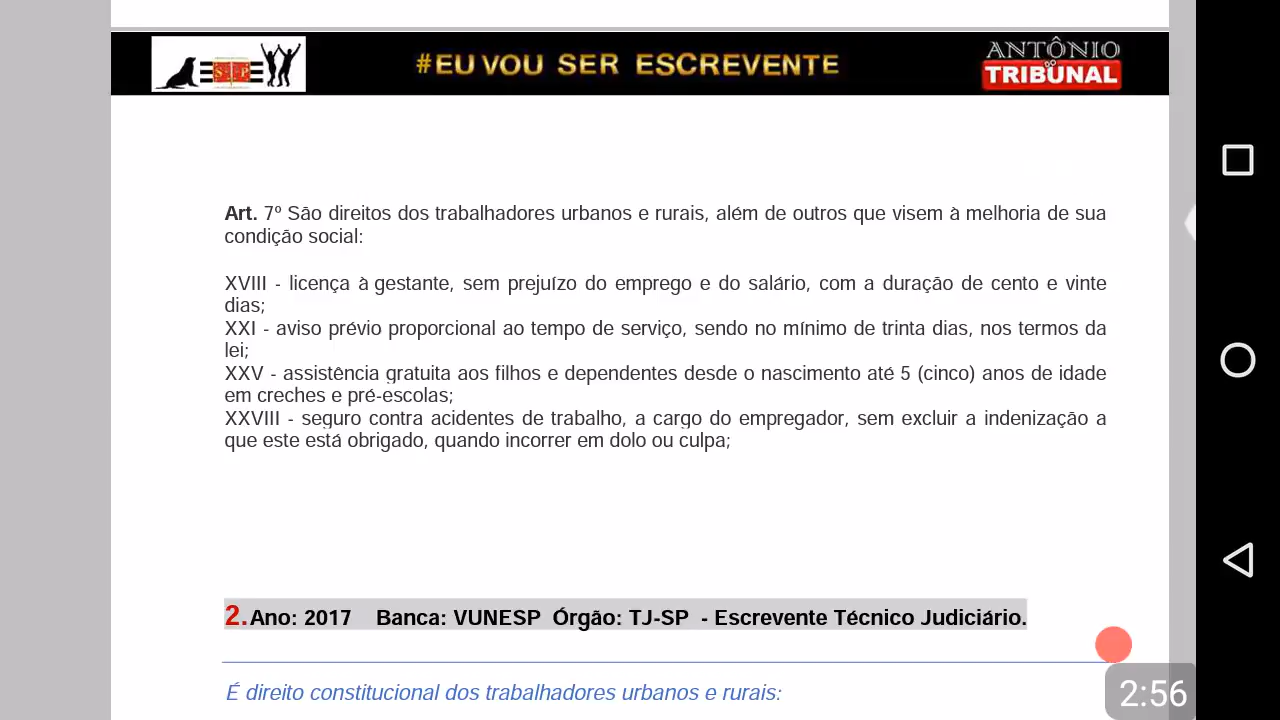 #EU VOU SER ESCREVENTE
ANTÔNIO
DO
TRIBUNAL
Art. 7º São direitos dos trabalhadores urbanos e rurais, além de outros que visem à melhoria de sua
condição social:
XVIII - licença à gestante, sem prejuízo do emprego e do salário, com a duração de cento e vinte
dias;
XXI - aviso prévio proporcional ao tempo de serviço, sendo no mínimo de trinta dias, nos termos da
lei;
XXV - assistência gratuita aos filhos e dependentes desde o nascimento até 5 (cinco) anos de idade
em creches e pré-escolas;
XXVIII - seguro contra acidentes de trabalho, a cargo do empregador, sem excluir a indenização a
que este está obrigado, quando incorrer em dolo ou culpa;
2. Ano: 2017 Banca: VUNESP Órgão: TJ-SP - Escrevente Técnico Judiciário.
É direito constitucional dos trabalhadores urbanos e rurais:
2:56